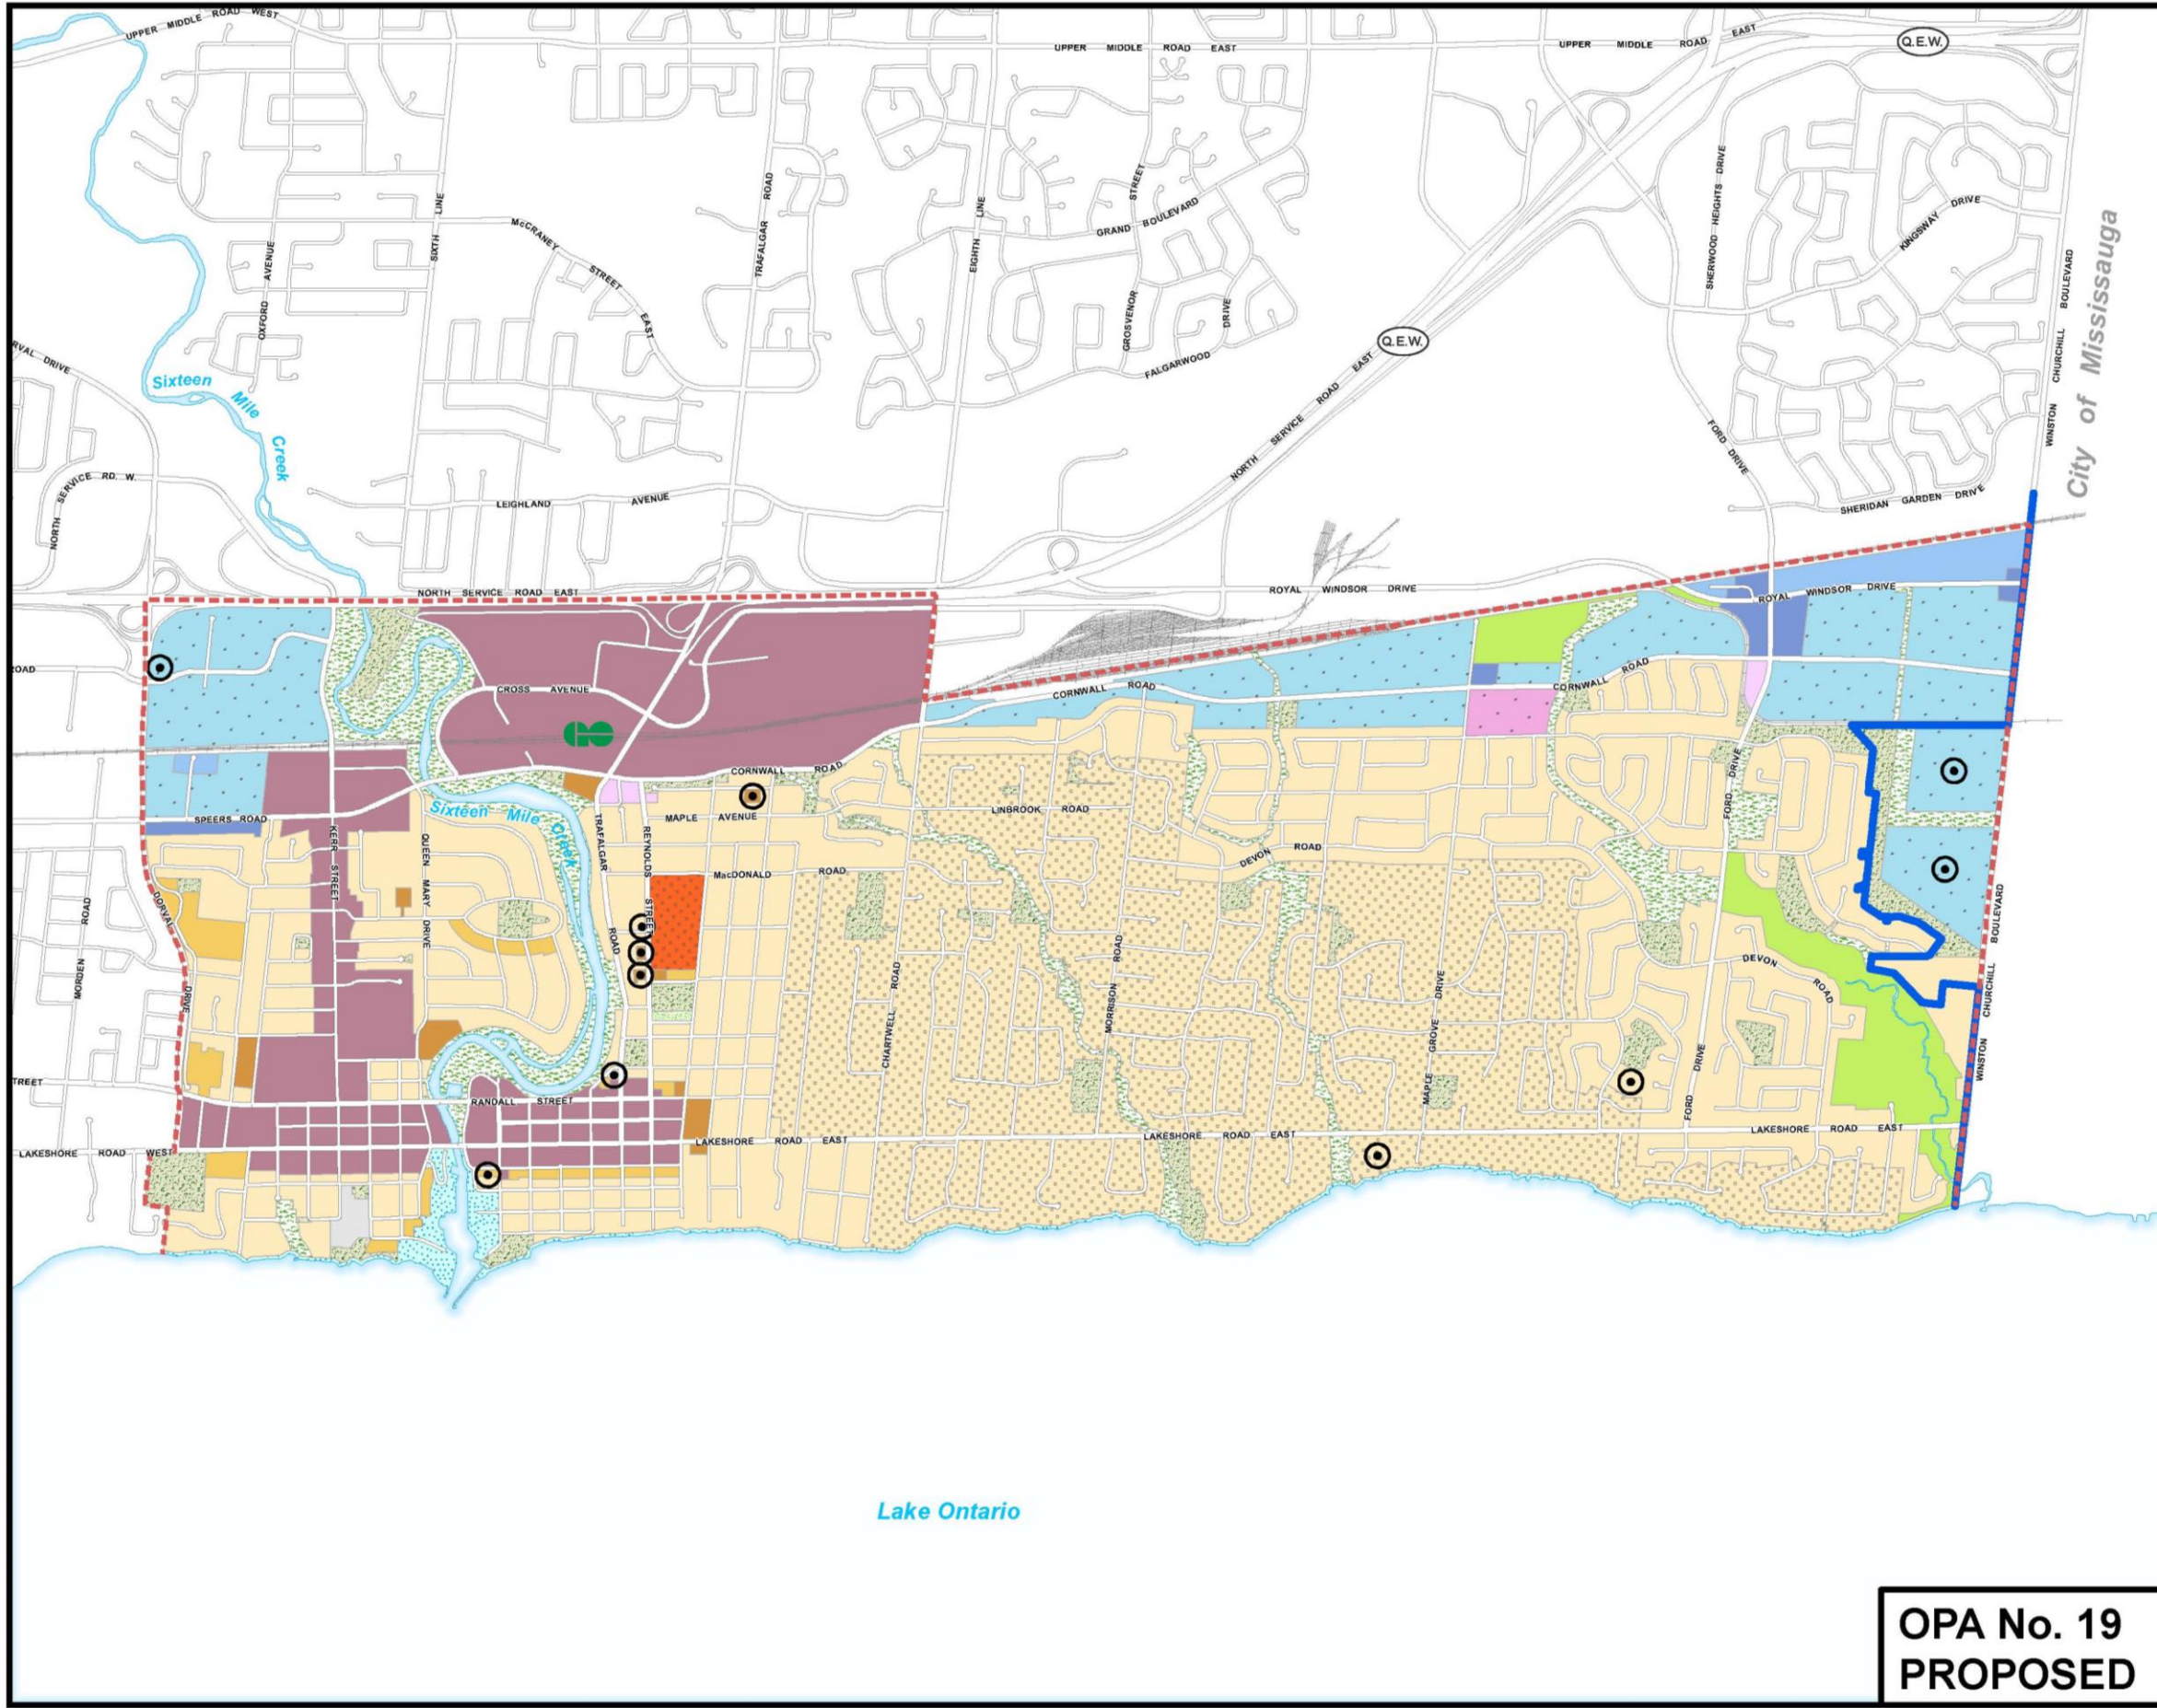 UPPER MIDDLE ROAD WEST
UPPER MIDDLE ROAD EAST
UPPER MIDDLE ROAD EAST
Q.E.W.
OXFORD AVENUE
SIXTH LINE
McCRANEY STREET EAST
TRAFALGAR ROAD
EIGHTH LINE
GROSVENOR STREET
GRAND BOULEVARD
FALGARWOOD DRIVE
NORTH SERVICE ROAD EAST
Q.E.W.
SHERWOOD HEIGHTS DRIVE
KINGSWAY DRIVE
WINSTON CHURCHILL BOULEVARD
City of Mississauga
FORD DRIVE
SHERIDAN GARDEN DRIVE
RVAL DRIVE
Sixteen Mile Creek
NORTH SERVICE RD. W.
LEIGHLAND AVENUE
NORTH SERVICE ROAD EAST
ROYAL WINDSOR DRIVE
ROYAL WINDSOR DRIVE
ROAD
CROSS AVENUE
GO
CORNWALL ROAD
CORNWALL ROAD
CORNWALL ROAD
SPEERS ROAD
KERR STREET
QUEEN MARY DRIVE
Sixteen Mile Creek
TRAFALGAR ROAD
REYNOLDS STREET
MAPLE AVENUE
LINBROOK ROAD
MacDONALD ROAD
DEVON ROAD
FORD DRIVE
MORDEN ROAD
DORVAL DRIVE
CHARTWELL ROAD
MORRISON ROAD
MAPLE GROVE DRIVE
FORD DRIVE
DEVON ROAD
WINSTON CHURCHILL BOULEVARD
TREET
RANDALL STREET
LAKESHORE ROAD WEST
LAKESHORE ROAD EAST
LAKESHORE ROAD EAST
LAKESHORE ROAD EAST
Lake Ontario
OPA No. 19
PROPOSED